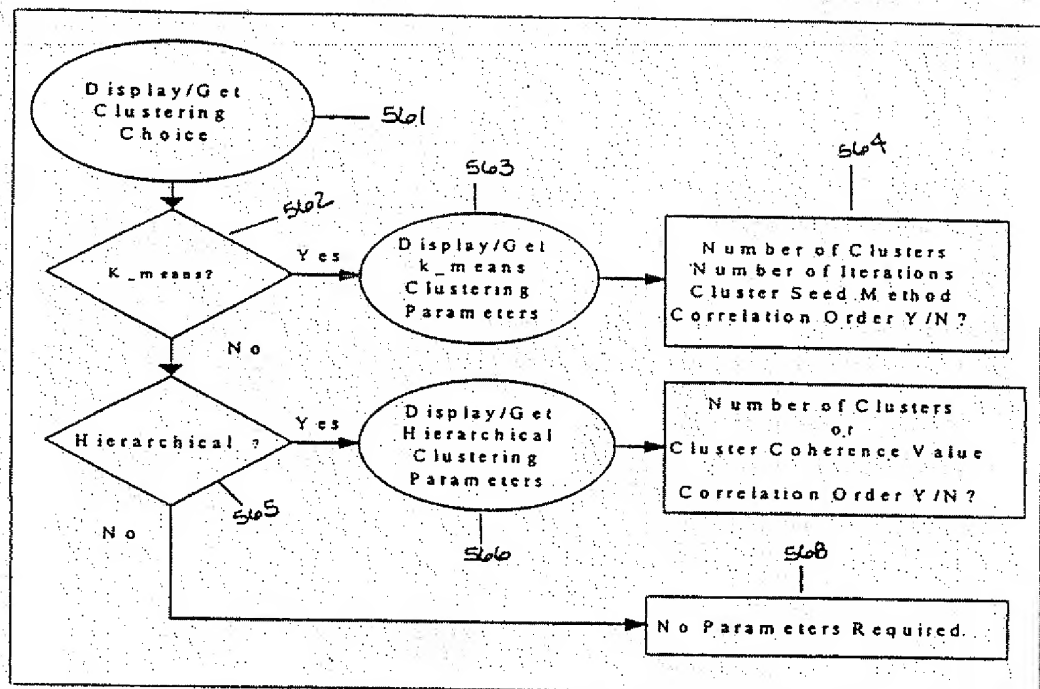 Display/Get
Clustering
Choice
561
562
K_means?
Yes
563
Display/Get
k_means
Clustering
Parameters
564
Number of Clusters
Number of Iterations
Cluster Seed Method
Correlation Order Y/N?
No
Hierarchical ?
565
Yes
Display/Get
Hierarchical
Clustering
Parameters
566
Number of Clusters
or
Cluster Coherence Value
Correlation Order Y/N?
No
568
No Parameters Required.